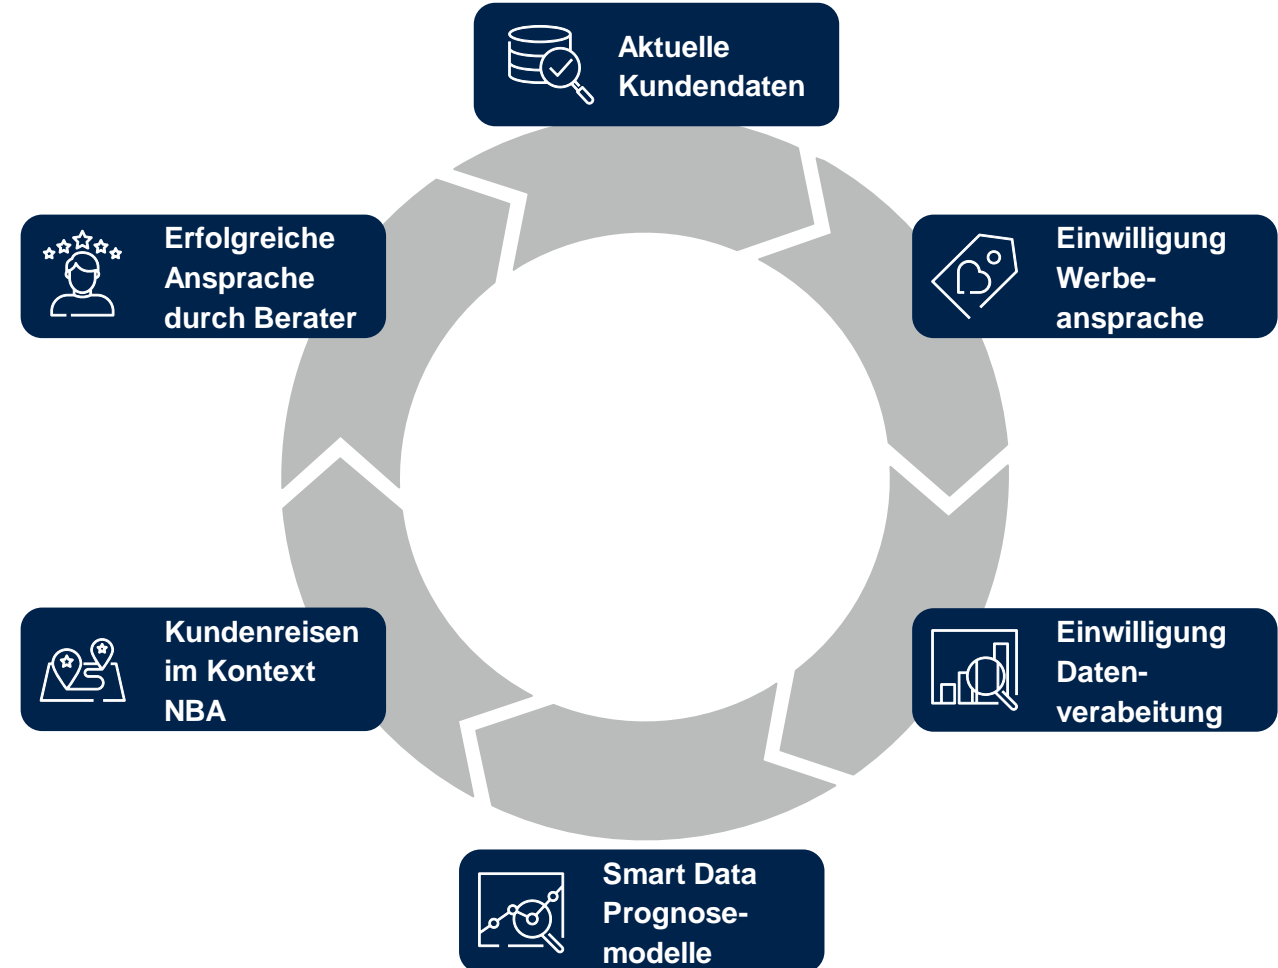 Aktuelle
Kundendaten
Einwilligung
Werbe-
ansprache
Einwilligung
Daten-
verabeitung
Smart Data
Prognose-
modelle
Kundenreisen
im Kontext
NBA
Erfolgreiche
Ansprache
durch Berater